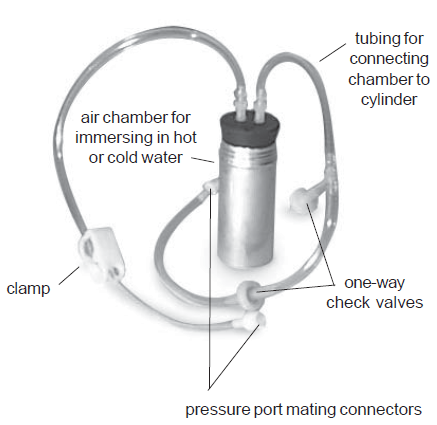 tubing for
connecting
chamber to
cylinder
air chamber for
immersing in hot
or cold water
clamp
one-way
check valves
pressure port mating connectors